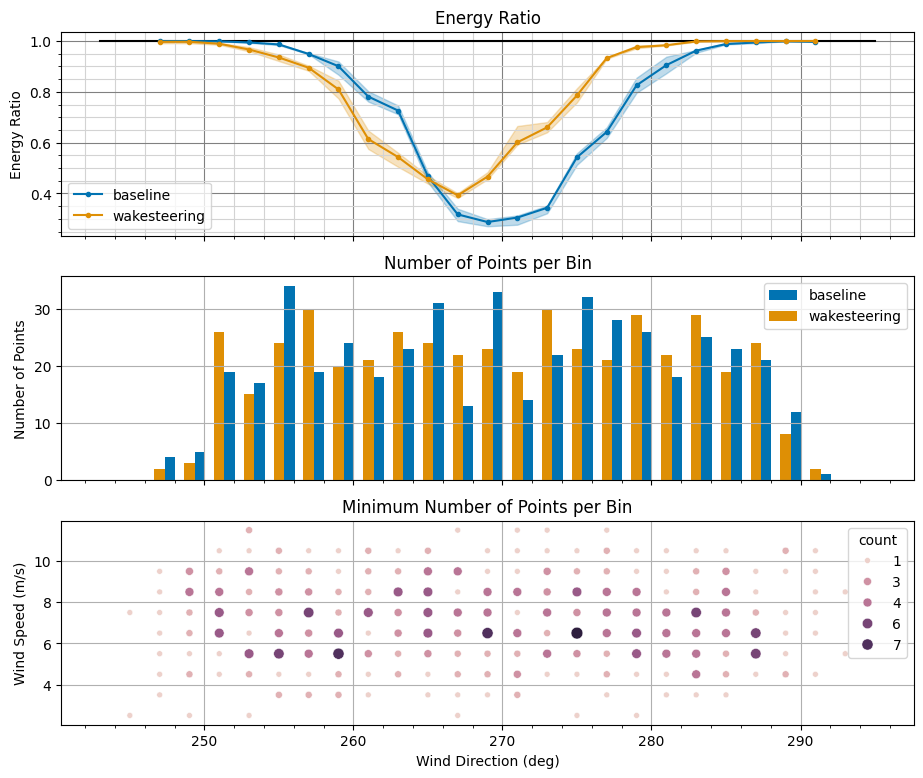 Energy Ratio
1.0
0.8
0.6
0.4
Energy Ratio
baseline
wakesteering
Number of Points per Bin
30
20
10
0
Number of Points
baseline
wakesteering
Minimum Number of Points per Bin
10
8
6
4
Wind Speed (m/s)
count
1
3
4
6
7
250
260
270
280
290
Wind Direction (deg)